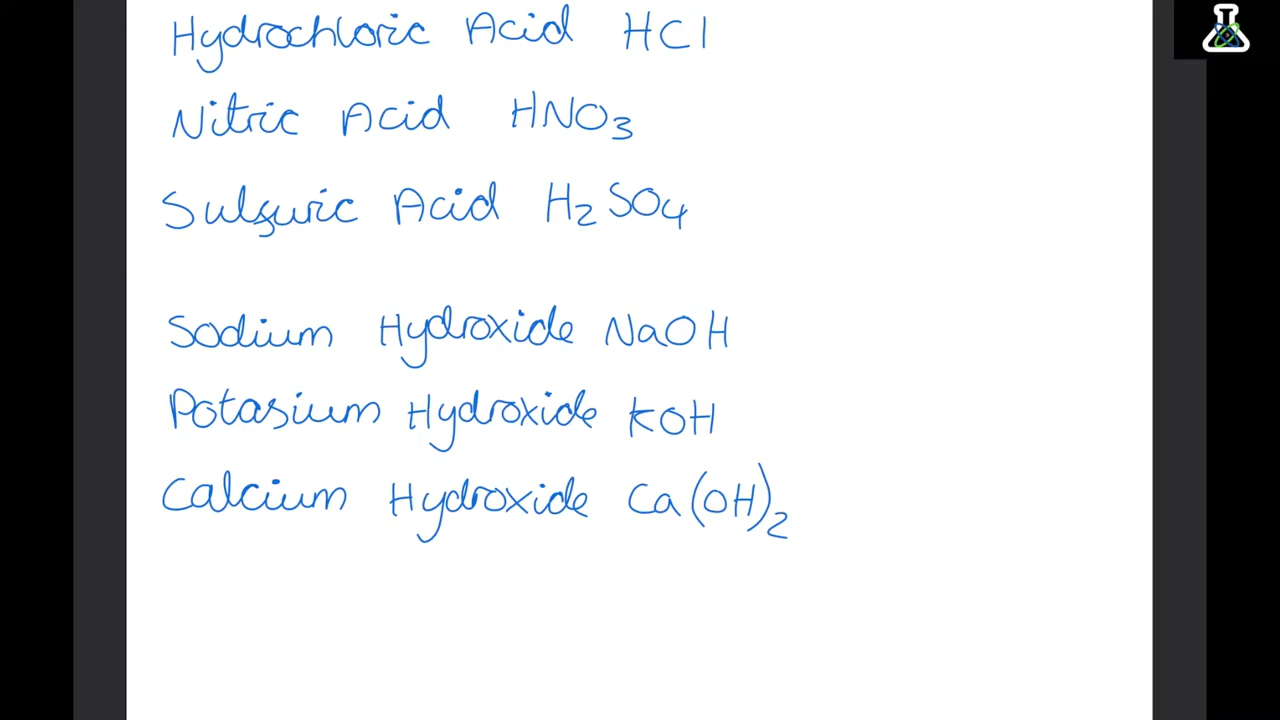 Hydrochloric Acid HCl
Nitric Acid HNO₃
Sulfuric Acid H₂SO₄
Sodium Hydroxide NaOH
Potasium Hydroxide KOH
Calcium Hydroxide Ca(OH)₂